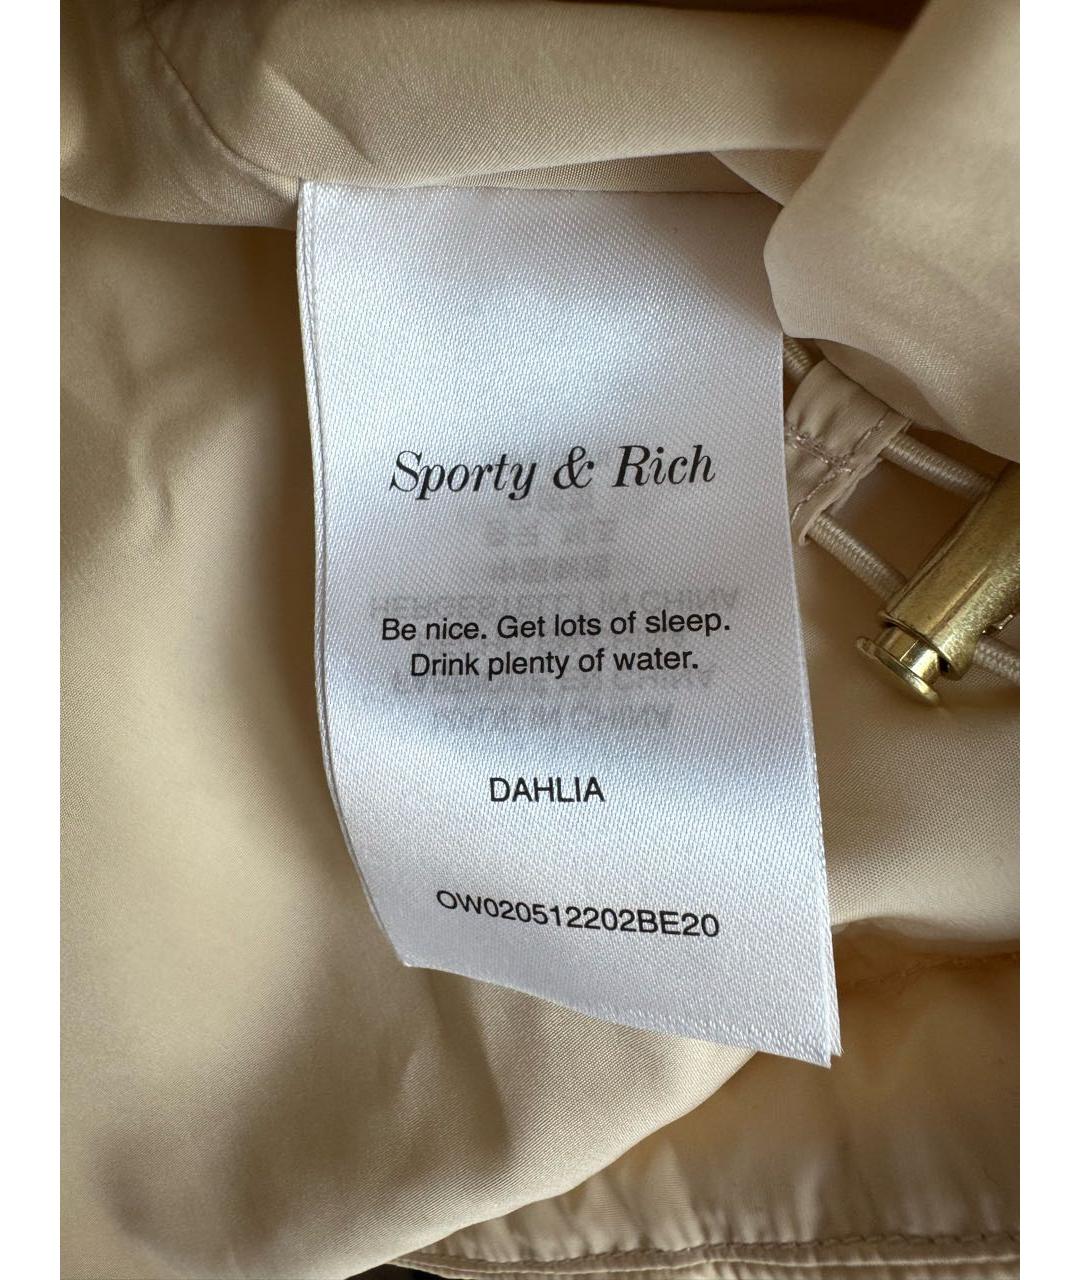 Sporty & Rich
Be nice. Get lots of sleep.
Drink plenty of water.
DAHLIA
OW020512202BE20